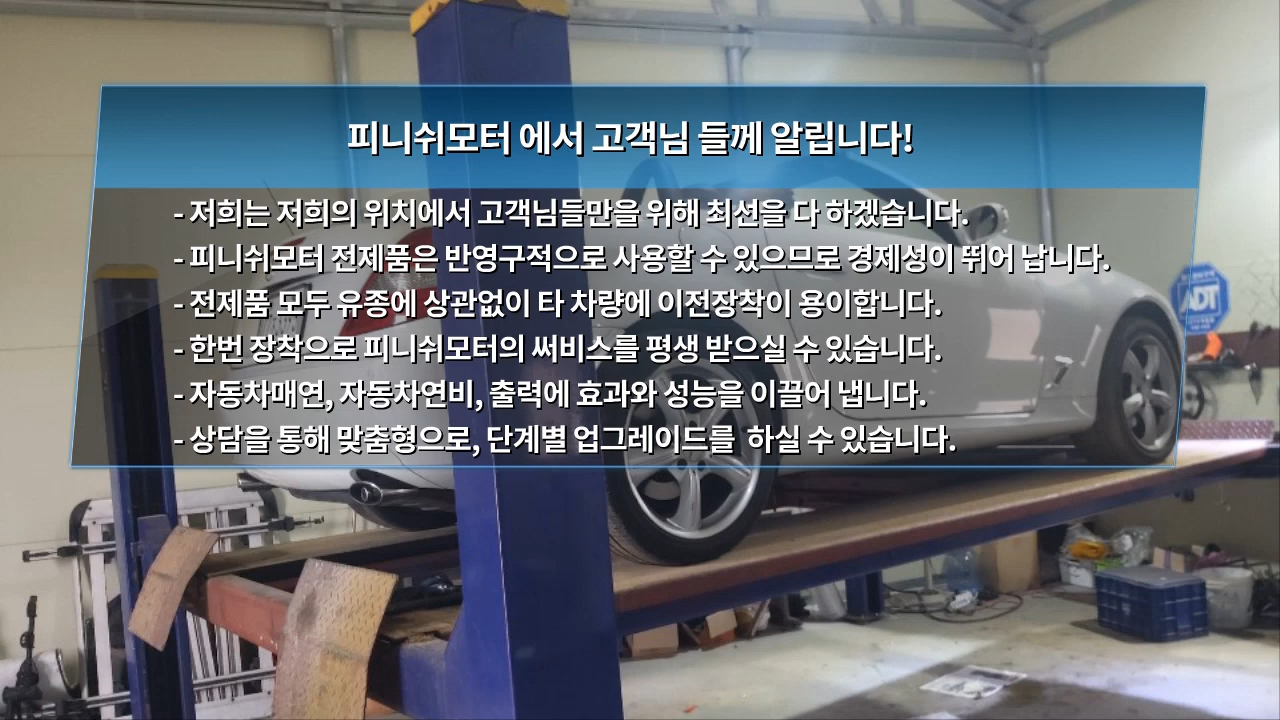 피니쉬모터 에서 고객님 들께 알립니다!
- 저희는 저희의 위치에서 고객님들만을 위해 최선을 다 하겠습니다.
- 피니쉬모터 전제품은 반영구적으로 사용할 수 있으므로 경제성이 뛰어 납니다.
- 전제품 모두 유종에 상관없이 타 차량에 이전장착이 용이합니다.
- 한번 장착으로 피니쉬모터의 써비스를 평생 받으실 수 있습니다.
- 자동차매연, 자동차연비, 출력에 효과와 성능을 이끌어 냅니다.
- 상담을 통해 맞춤형으로, 단계별 업그레이드를  하실 수 있습니다.
ADT